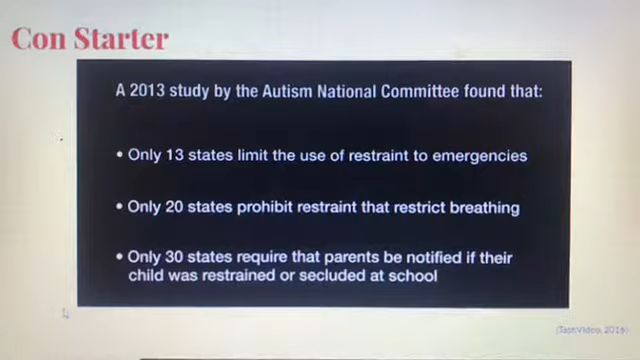 Con Starter
A 2013 study by the Autism National Committee found that:
• Only 13 states limit the use of restraint to emergencies
• Only 20 states prohibit restraint that restrict breathing
• Only 30 states require that parents be notified if their
child was restrained or secluded at school
(TashVideo, 2016)